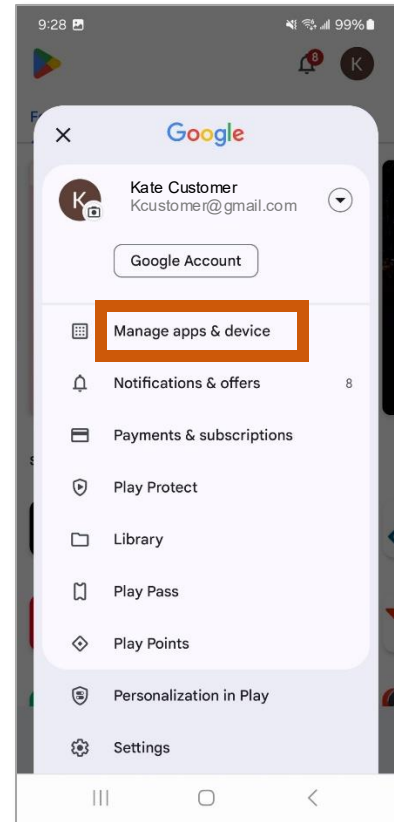 9:28 99%
8
K
Google
K
Kate Customer
Kcustomer@gmail.com
Google Account
Manage apps & device
Notifications & offers 8
Payments & subscriptions
Play Protect
Library
Play Pass
Play Points
Personalization in Play
Settings